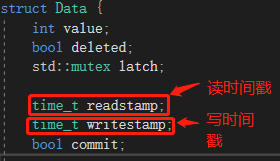 struct Data {
int value;
bool deleted;
std::mutex latch;
time_t readstamp;
读时间戳
time_t writestamp;
写时间
戳
bool commit;